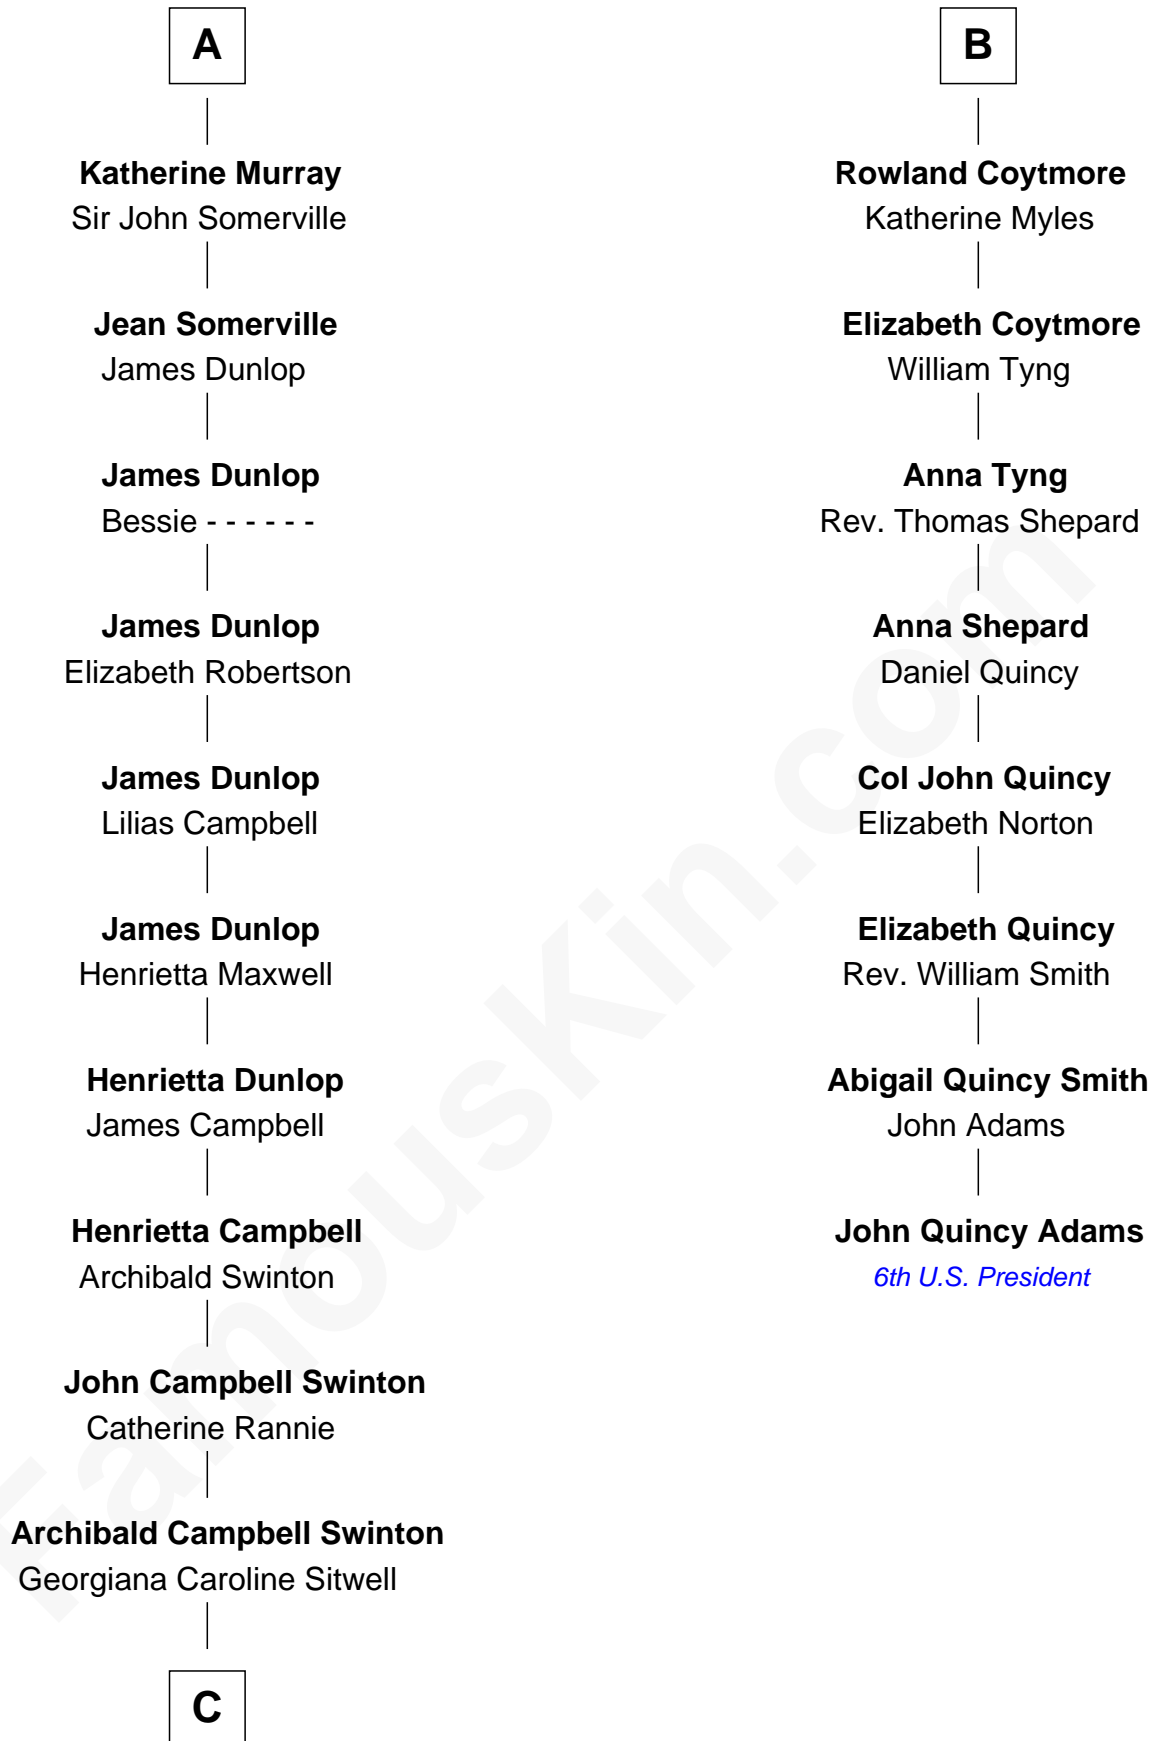 A
Katherine Murray
Sir John Somerville
Jean Somerville
James Dunlop
James Dunlop
Bessie - - - - - -
James Dunlop
Elizabeth Robertson
James Dunlop
Lilias Campbell
James Dunlop
Henrietta Maxwell
Henrietta Dunlop
James Campbell
Henrietta Campbell
Archibald Swinton
John Campbell Swinton
Catherine Rannie
Archibald Campbell Swinton
Georgiana Caroline Sitwell
C
B
Rowland Coytmore
Katherine Myles
Elizabeth Coytmore
William Tyng
Anna Tyng
Rev. Thomas Shepard
Anna Shepard
Daniel Quincy
Col John Quincy
Elizabeth Norton
Elizabeth Quincy
Rev. William Smith
Abigail Quincy Smith
John Adams
John Quincy Adams
6th U.S. President
FamousKin.com